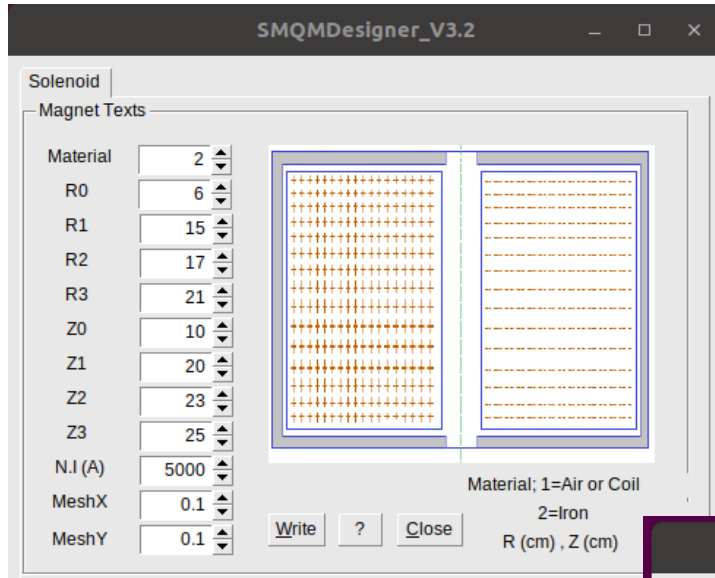 SMQMDesigner_V3.2
Solenoid
Magnet Texts
Material 2
R0 6
R1 15
R2 17
R3 21
Z0 10
Z1 20
Z2 23
Z3 25
N.I (A) 5000
MeshX 0.1
MeshY 0.1
Write ? Close
Material; 1=Air or Coil
2=Iron
R (cm) , Z (cm)